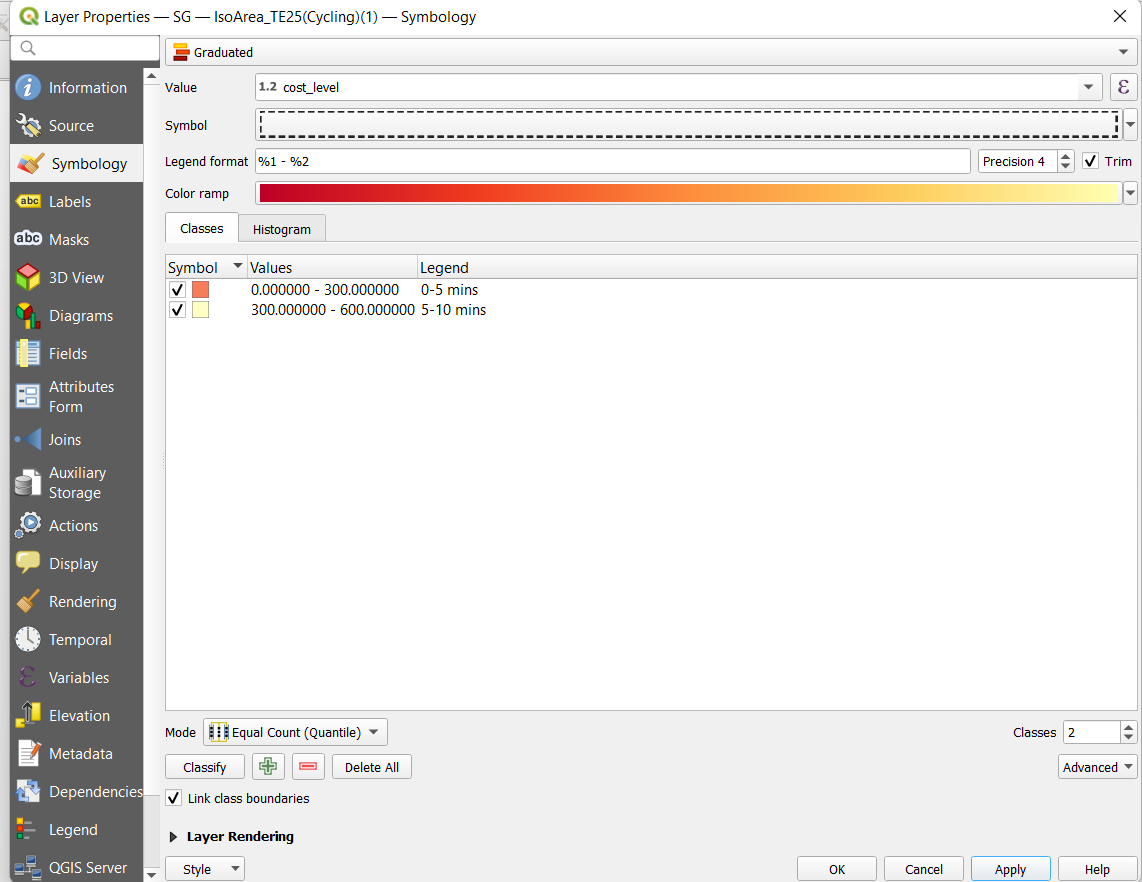 Layer Properties — SG — IsoArea_TE25(Cycling)(1) — Symbology
Graduated
Information
Source
Symbology
abc Labels
abc Masks
3D View
Diagrams
Fields
Attributes
Form
Joins
Auxiliary
Storage
Actions
Display
Rendering
Temporal
Variables
Elevation
Metadata
Dependencies
Legend
QGIS Server
Value 1.2 cost_level ε
Symbol
Legend format %1 - %2 Precision 4 Trim
Color ramp
Classes Histogram
Symbol Values Legend
0.000000 - 300.000000 0-5 mins
300.000000 - 600.000000 5-10 mins
Mode Equal Count (Quantile) Classes 2
Classify Delete All Advanced
Link class boundaries
Layer Rendering
Style OK Cancel Apply Help